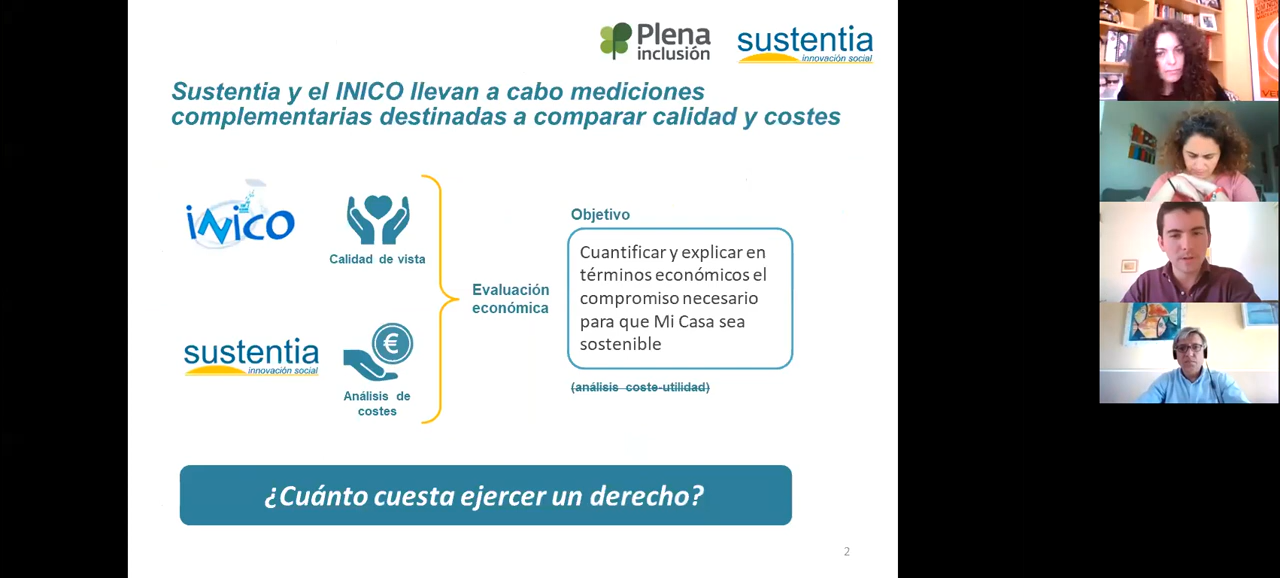 Plena
inclusión
sustentia
innovación social
Sustentia y el INICO llevan a cabo mediciones
complementarias destinadas a comparar calidad y costes
iNiCO
Calidad de vista
Objetivo
Cuantificar y explicar en
términos económicos el
compromiso necesario
para que Mi Casa sea
sostenible
Evaluación
económica
(análisis coste-utilidad)
sustentia
innovación social
€
Análisis de
costes
¿Cuánto cuesta ejercer un derecho?
2